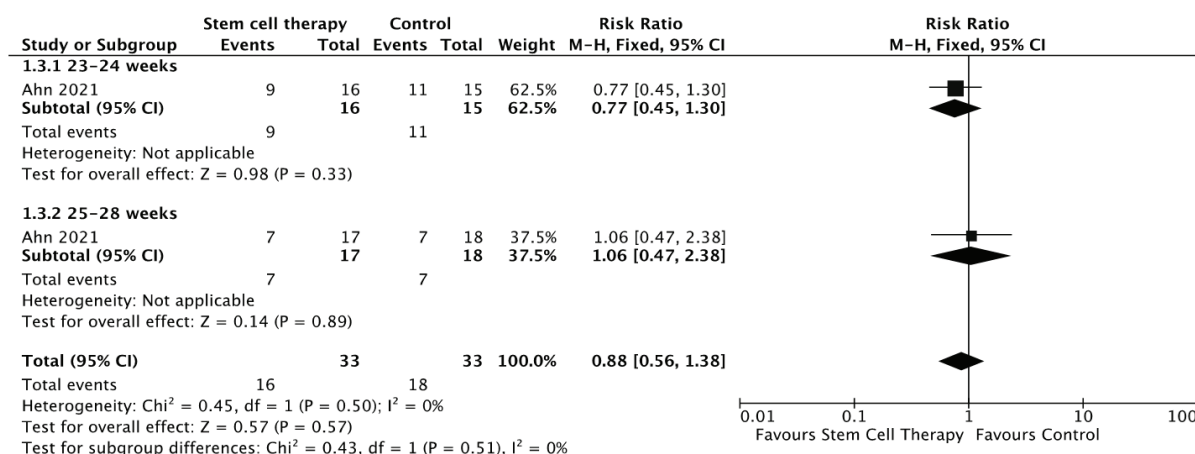 Stem cell therapy Control Risk Ratio Risk Ratio
Study or Subgroup Events Total Events Total Weight M-H, Fixed, 95% CI M-H, Fixed, 95% CI
1.3.1 23-24 weeks
Ahn 2021 9 16 11 15 62.5% 0.77 [0.45, 1.30]
Subtotal (95% CI) 16 15 62.5% 0.77 [0.45, 1.30]
Total events 9 11
Heterogeneity: Not applicable
Test for overall effect: Z = 0.98 (P = 0.33)
1.3.2 25-28 weeks
Ahn 2021 7 17 7 18 37.5% 1.06 [0.47, 2.38]
Subtotal (95% CI) 17 18 37.5% 1.06 [0.47, 2.38]
Total events 7 7
Heterogeneity: Not applicable
Test for overall effect: Z = 0.14 (P = 0.89)
Total (95% CI) 33 33 100.0% 0.88 [0.56, 1.38]
Total events 16 18
Heterogeneity: Chi² = 0.45, df = 1 (P = 0.50); I² = 0%
Test for overall effect: Z = 0.57 (P = 0.57)
Test for subgroup differences: Chi² = 0.43, df = 1 (P = 0.51), I² = 0%
0.01 0.1 1 10 100
Favours Stem Cell Therapy Favours Control